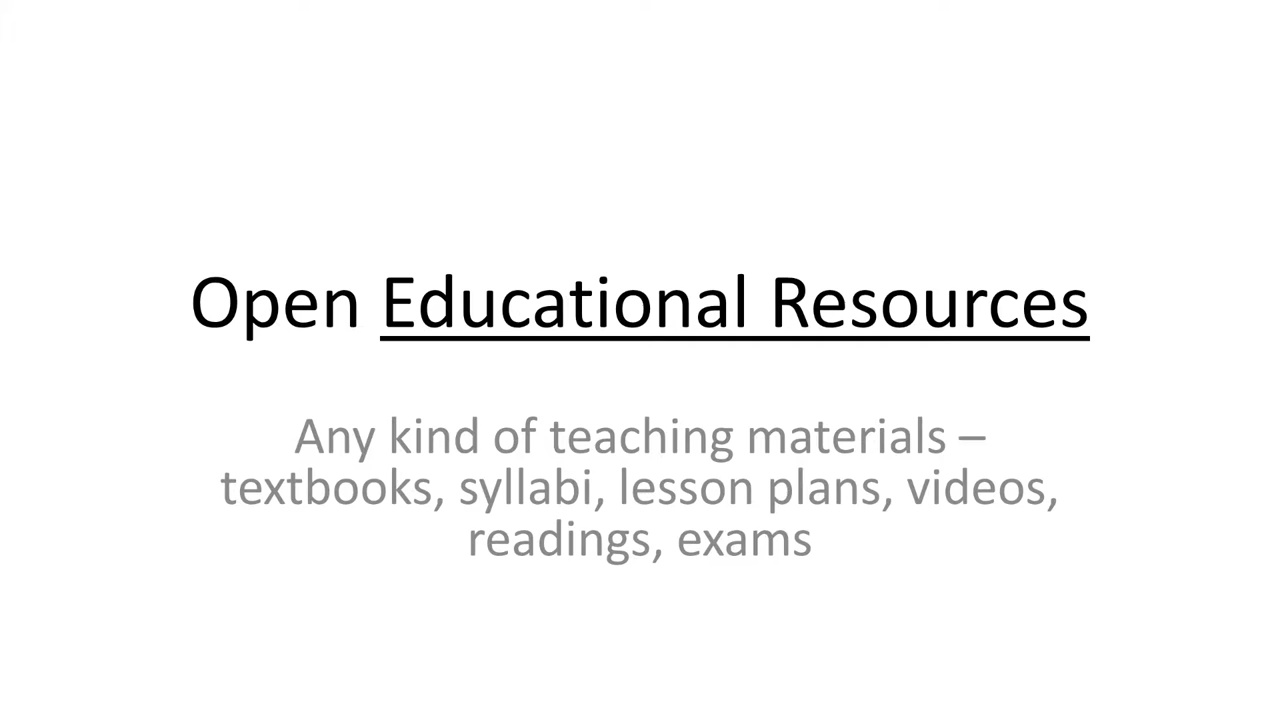 Open Educational Resources
Any kind of teaching materials –
textbooks, syllabi, lesson plans, videos,
readings, exams